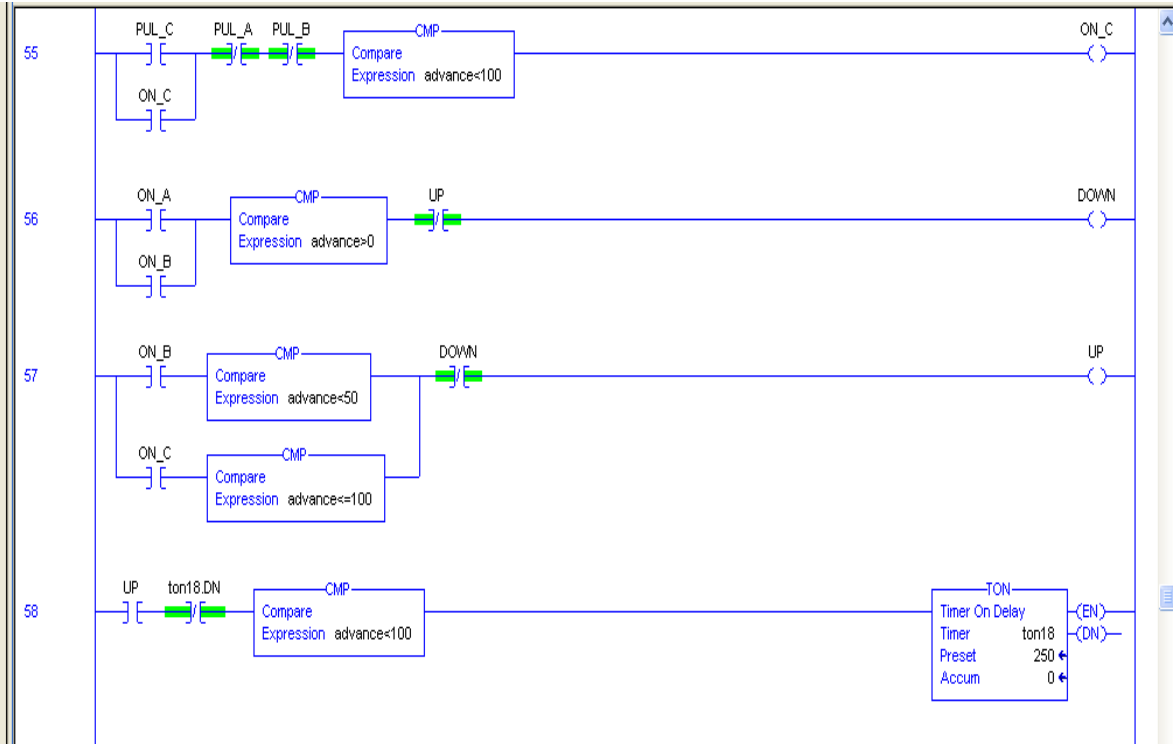 55
PUL_C PUL_A PUL_B
CMP
Compare
Expression advance<100
ON_C
ON_C
56
ON_A
CMP
Compare
Expression advance>0
UP
DOWN
ON_B
57
ON_B
CMP
Compare
Expression advance<50
DOWN
UP
ON_C
CMP
Compare
Expression advance<=100
58
UP ton18.DN
CMP
Compare
Expression advance<100
TON
Timer On Delay
Timer ton18
Preset 250
Accum 0
EN
DN